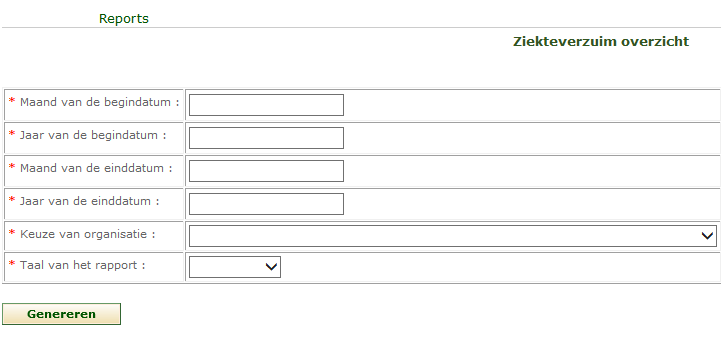 Reports
Ziekteverzuim overzicht
* Maand van de begindatum :
* Jaar van de begindatum :
* Maand van de einddatum :
* Jaar van de einddatum :
* Keuze van organisatie :
* Taal van het rapport :
Genereren